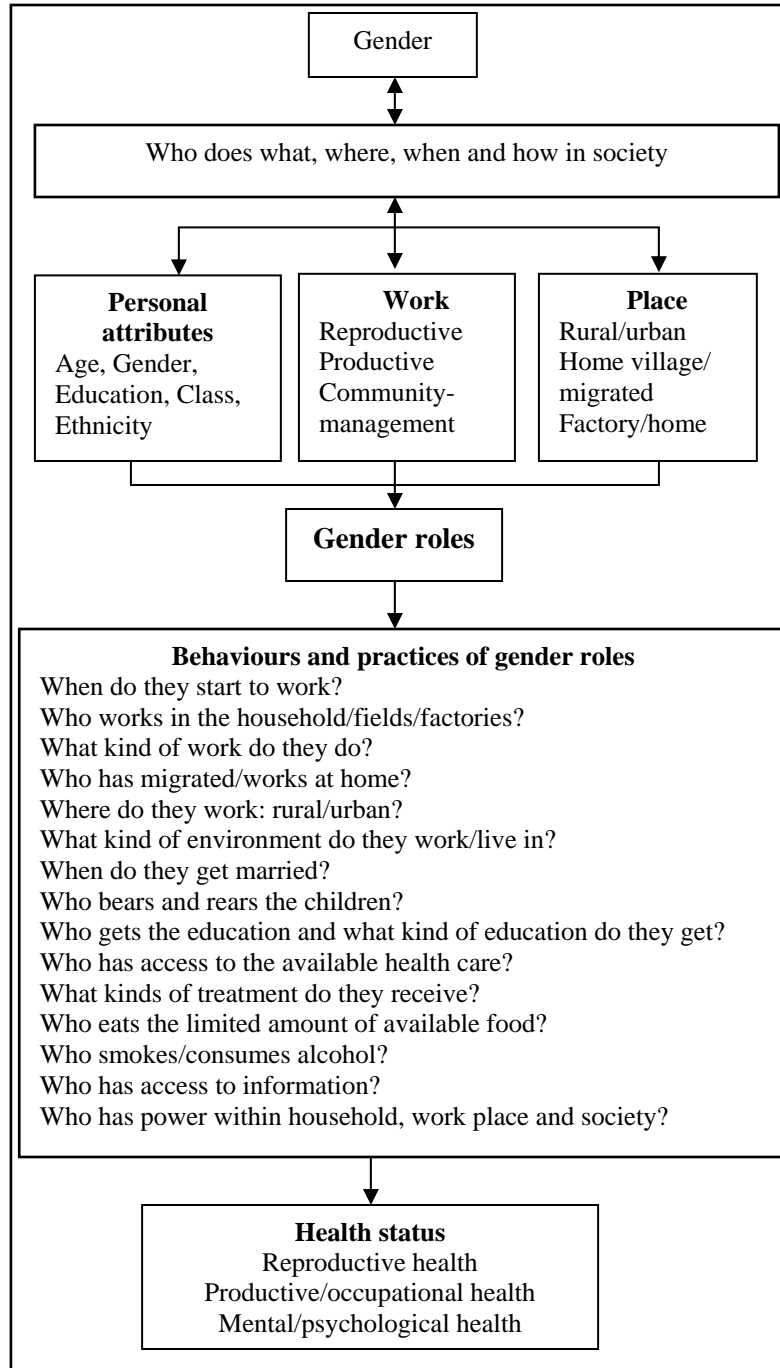 Gender
Who does what, where, when and how in society
Personal
attributes
Age, Gender,
Education, Class,
Ethnicity
Work
Reproductive
Productive
Community-
management
Place
Rural/urban
Home village/
migrated
Factory/home
Gender roles
Behaviours and practices of gender roles
When do they start to work?
Who works in the household/fields/factories?
What kind of work do they do?
Who has migrated/works at home?
Where do they work: rural/urban?
What kind of environment do they work/live in?
When do they get married?
Who bears and rears the children?
Who gets the education and what kind of education do they get?
Who has access to the available health care?
What kinds of treatment do they receive?
Who eats the limited amount of available food?
Who smokes/consumes alcohol?
Who has access to information?
Who has power within household, work place and society?
Health status
Reproductive health
Productive/occupational health
Mental/psychological health